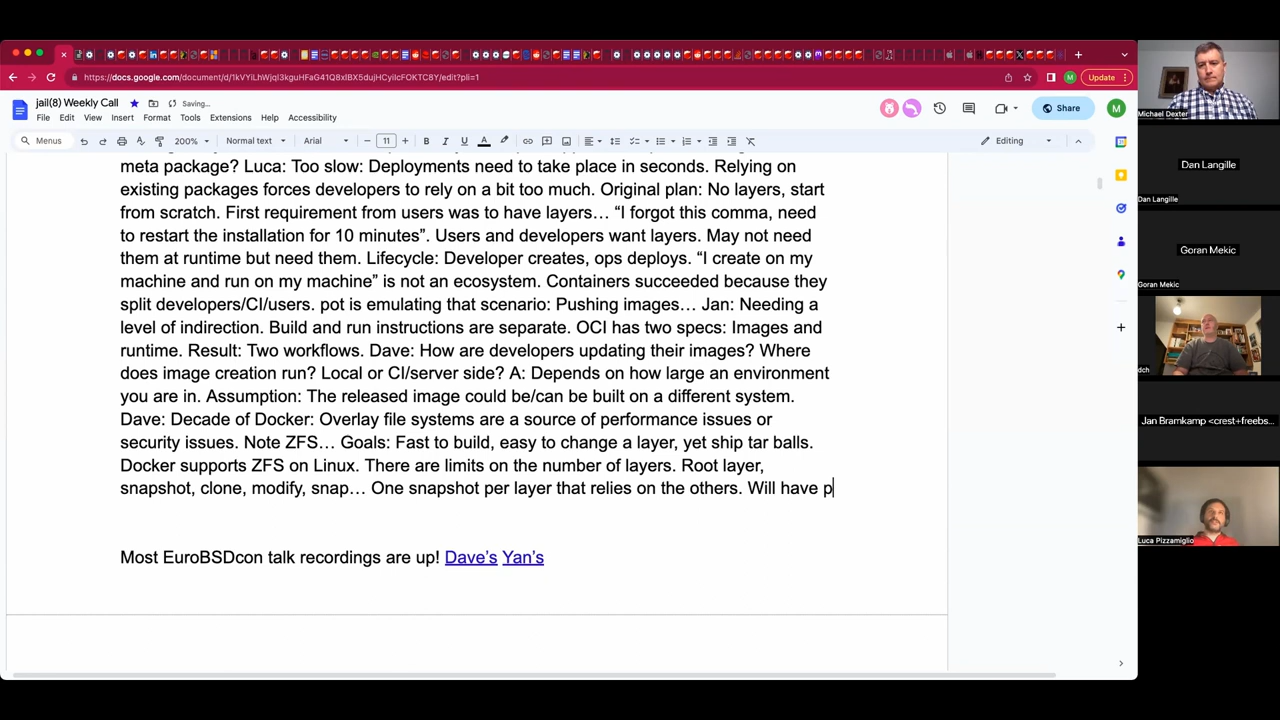 https://docs.google.com/document/d/1kVYiLhWjqI3kguHFaG41Q8xIBX5dujHCyiIcFOKTC8Y/edit?pli=1
M
Update
jail(8) Weekly Call
Saving...
File Edit View Insert Format Tools Extensions Help Accessibility
Share
M
Menus
200%
Normal text
Arial
11
B I U A
Editing
meta package? Luca: Too slow: Deployments need to take place in seconds. Relying on
existing packages forces developers to rely on a bit too much. Original plan: No layers, start
from scratch. First requirement from users was to have layers… “I forgot this comma, need
to restart the installation for 10 minutes”. Users and developers want layers. May not need
them at runtime but need them. Lifecycle: Developer creates, ops deploys. “I create on my
machine and run on my machine” is not an ecosystem. Containers succeeded because they
split developers/CI/users. pot is emulating that scenario: Pushing images… Jan: Needing a
level of indirection. Build and run instructions are separate. OCI has two specs: Images and
runtime. Result: Two workflows. Dave: How are developers updating their images? Where
does image creation run? Local or CI/server side? A: Depends on how large an environment
you are in. Assumption: The released image could be/can be built on a different system.
Dave: Decade of Docker: Overlay file systems are a source of performance issues or
security issues. Note ZFS… Goals: Fast to build, easy to change a layer, yet ship tar balls.
Docker supports ZFS on Linux. There are limits on the number of layers. Root layer,
snapshot, clone, modify, snap… One snapshot per layer that relies on the others. Will have p
Most EuroBSDcon talk recordings are up! Dave’s Yan’s
Michael Dexter
Dan Langille
Dan Langille
Goran Mekic
Goran Mekic
dch
Jan Bramkamp <crest+freebs...
Luca Pizzamiglio